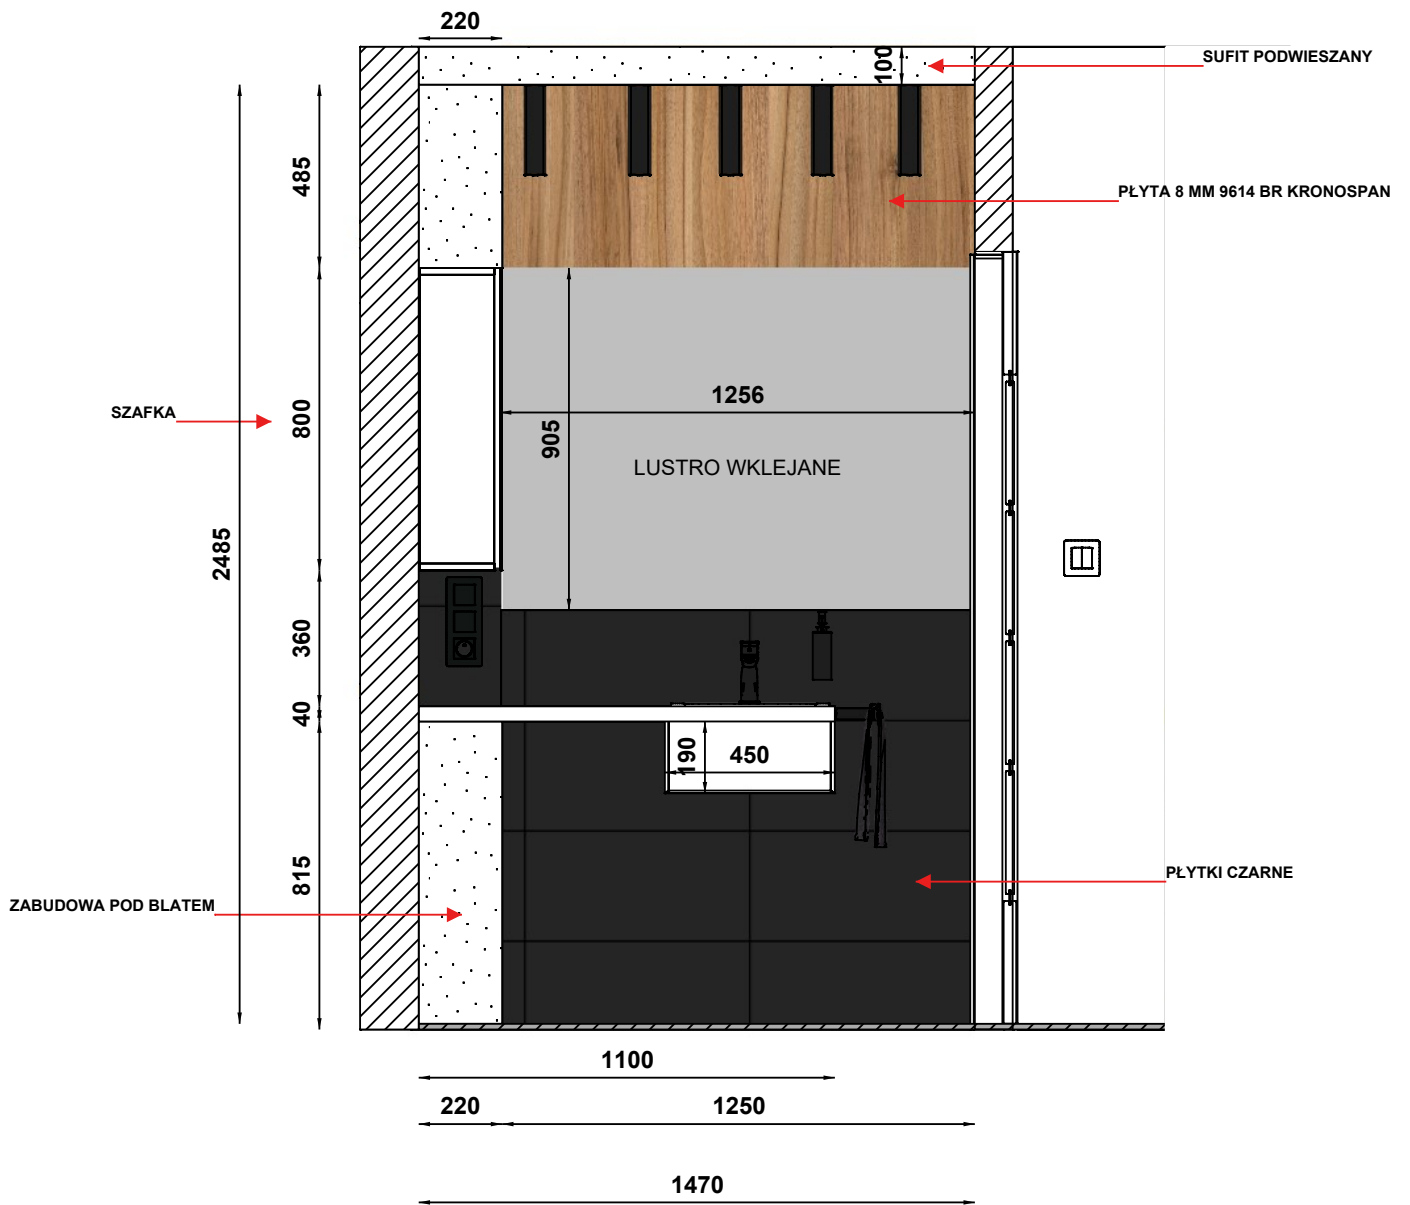 220
100
SUFIT PODWIESZANY
485
PŁYTA 8 MM 9614 BR KRONOSPAN
SZAFKA
800
1256
905
LUSTRO WKLEJANE
2485
360
40
190
450
815
PŁYTKI CZARNE
ZABUDOWA POD BLATEM
1100
220
1250
1470